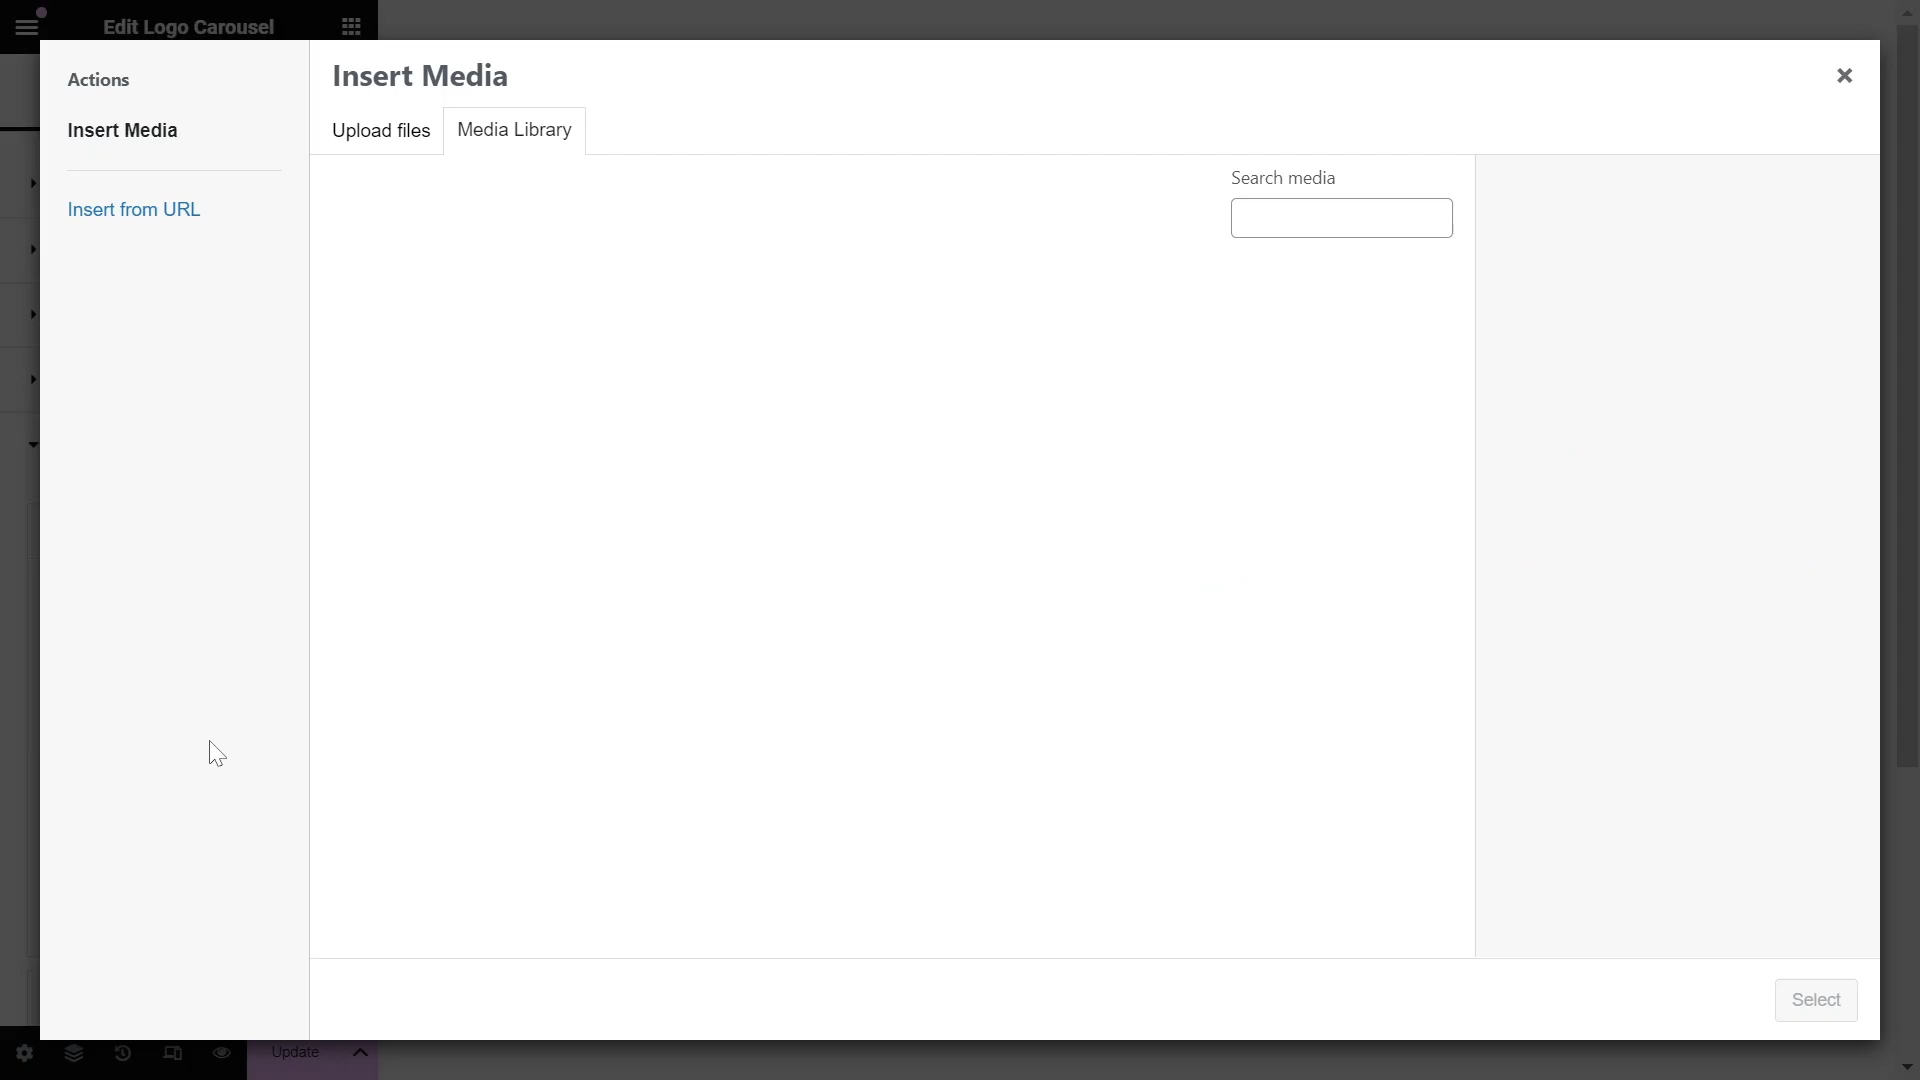 Edit Logo Carousel
Actions
Insert Media
Insert from URL
Insert Media
Upload files
Media Library
Search media
Select
Update